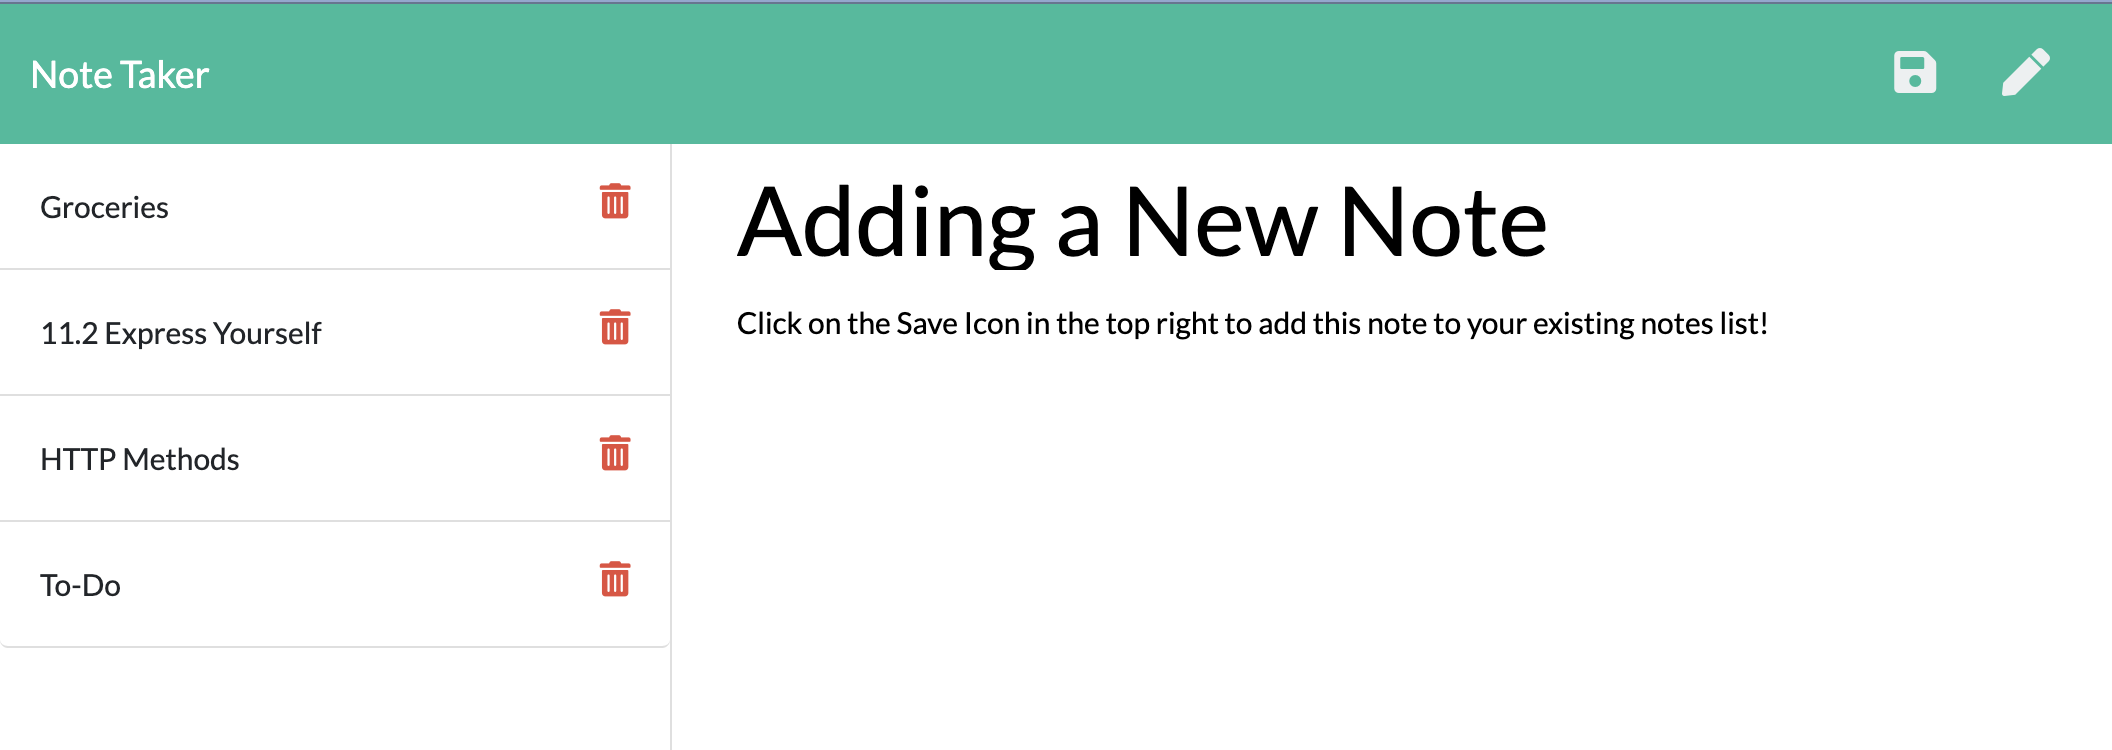 Note Taker
Groceries
11.2 Express Yourself
HTTP Methods
To-Do
Adding a New Note
Click on the Save Icon in the top right to add this note to your existing notes list!